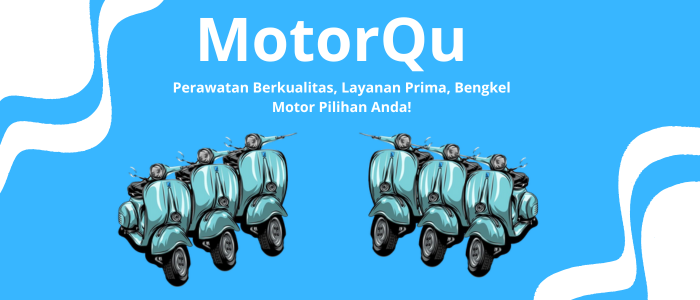 MotorQu
Perawatan Berkualitas, Layanan Prima, Bengkel
Motor Pilihan Anda!